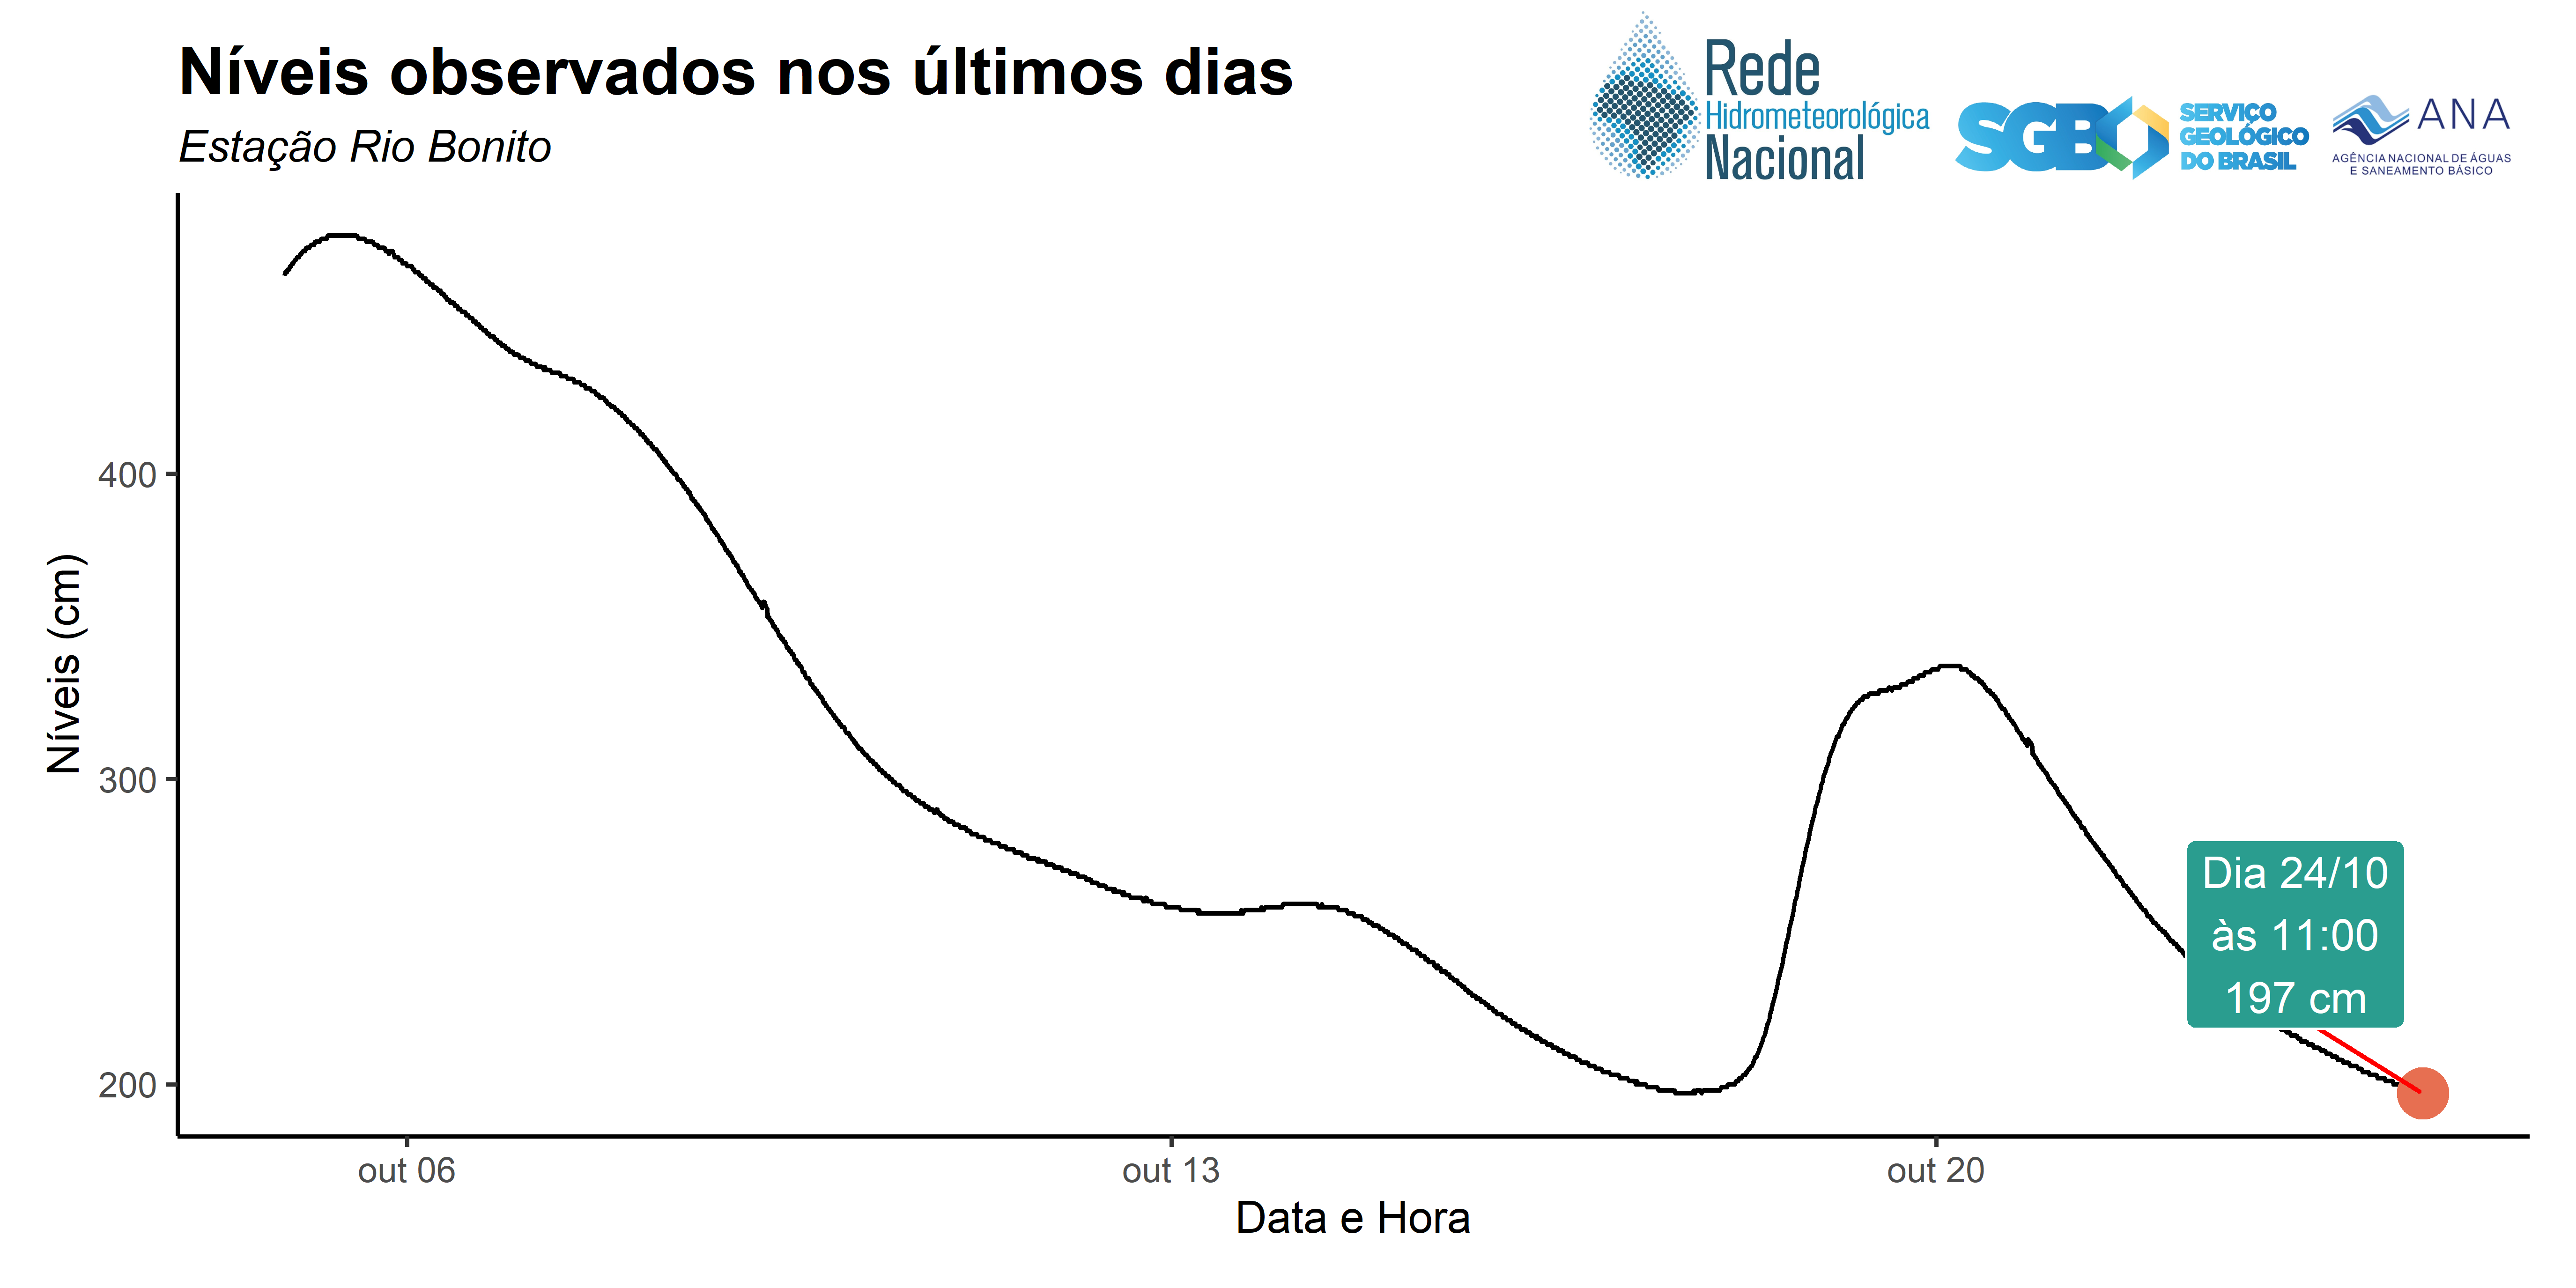 Níveis observados nos últimos dias
Estação Rio Bonito
Rede
Hidrometeorológica
Nacional
SGB
SERVIÇO
GEOLÓGICO
DO BRASIL
ANA
AGÊNCIA NACIONAL DE ÁGUAS
E SANEAMENTO BÁSICO
Níveis (cm)
400
300
200
Dia 24/10
às 11:00
197 cm
out 06
out 13
out 20
Data e Hora